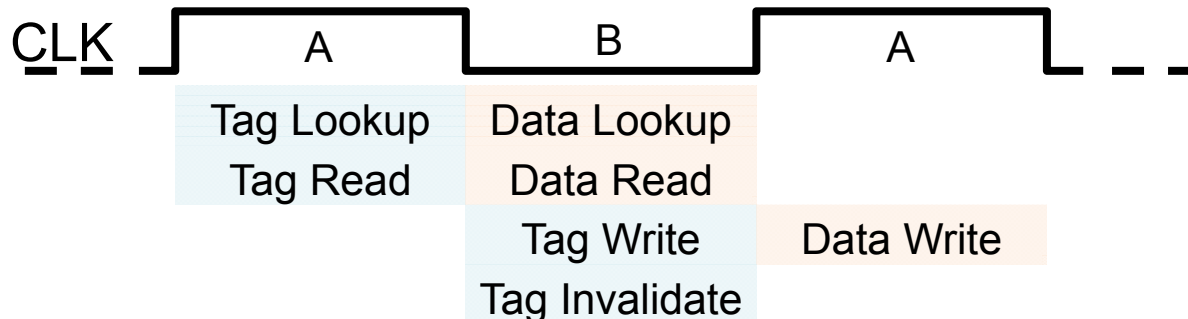 CLK A B A
Tag Lookup Data Lookup
Tag Read Data Read
Tag Write Data Write
Tag Invalidate